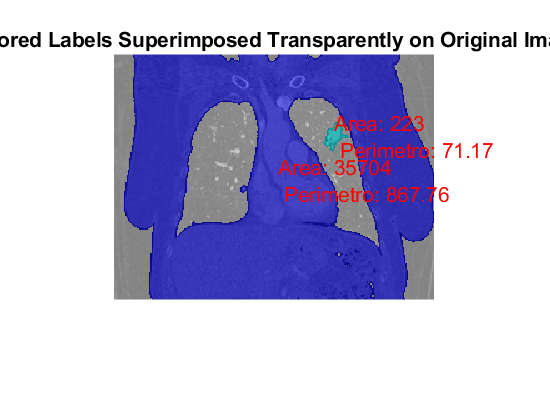 ored Labels Superimposed Transparently on Original Ima
Area: 223
Perimetro: 71.17
Area: 35704
Perimetro: 867.76